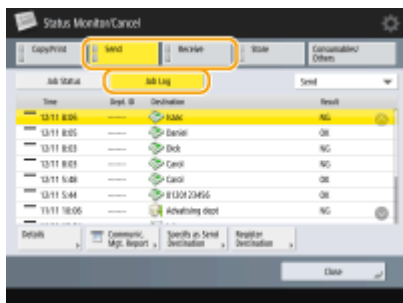 Status Monitor/Cancel
Copy/Print Send Receive Store Consumables/
Others
Job Status Job Log Send
Time Dept. ID Destination Result
12/11 8:06 ------- Isaac NG
12/11 8:05 ------- Daniel OK
12/11 8:03 ------- Dick NG
12/11 8:03 ------- Carol NG
12/11 5:48 ------- Carol OK
12/11 5:44 ------- 0130123456 OK
11/11 18:06 ------- Advatising dept NG
Details Communic.
Mgt. Report Specify as Send
Destination Register
Destination
Close